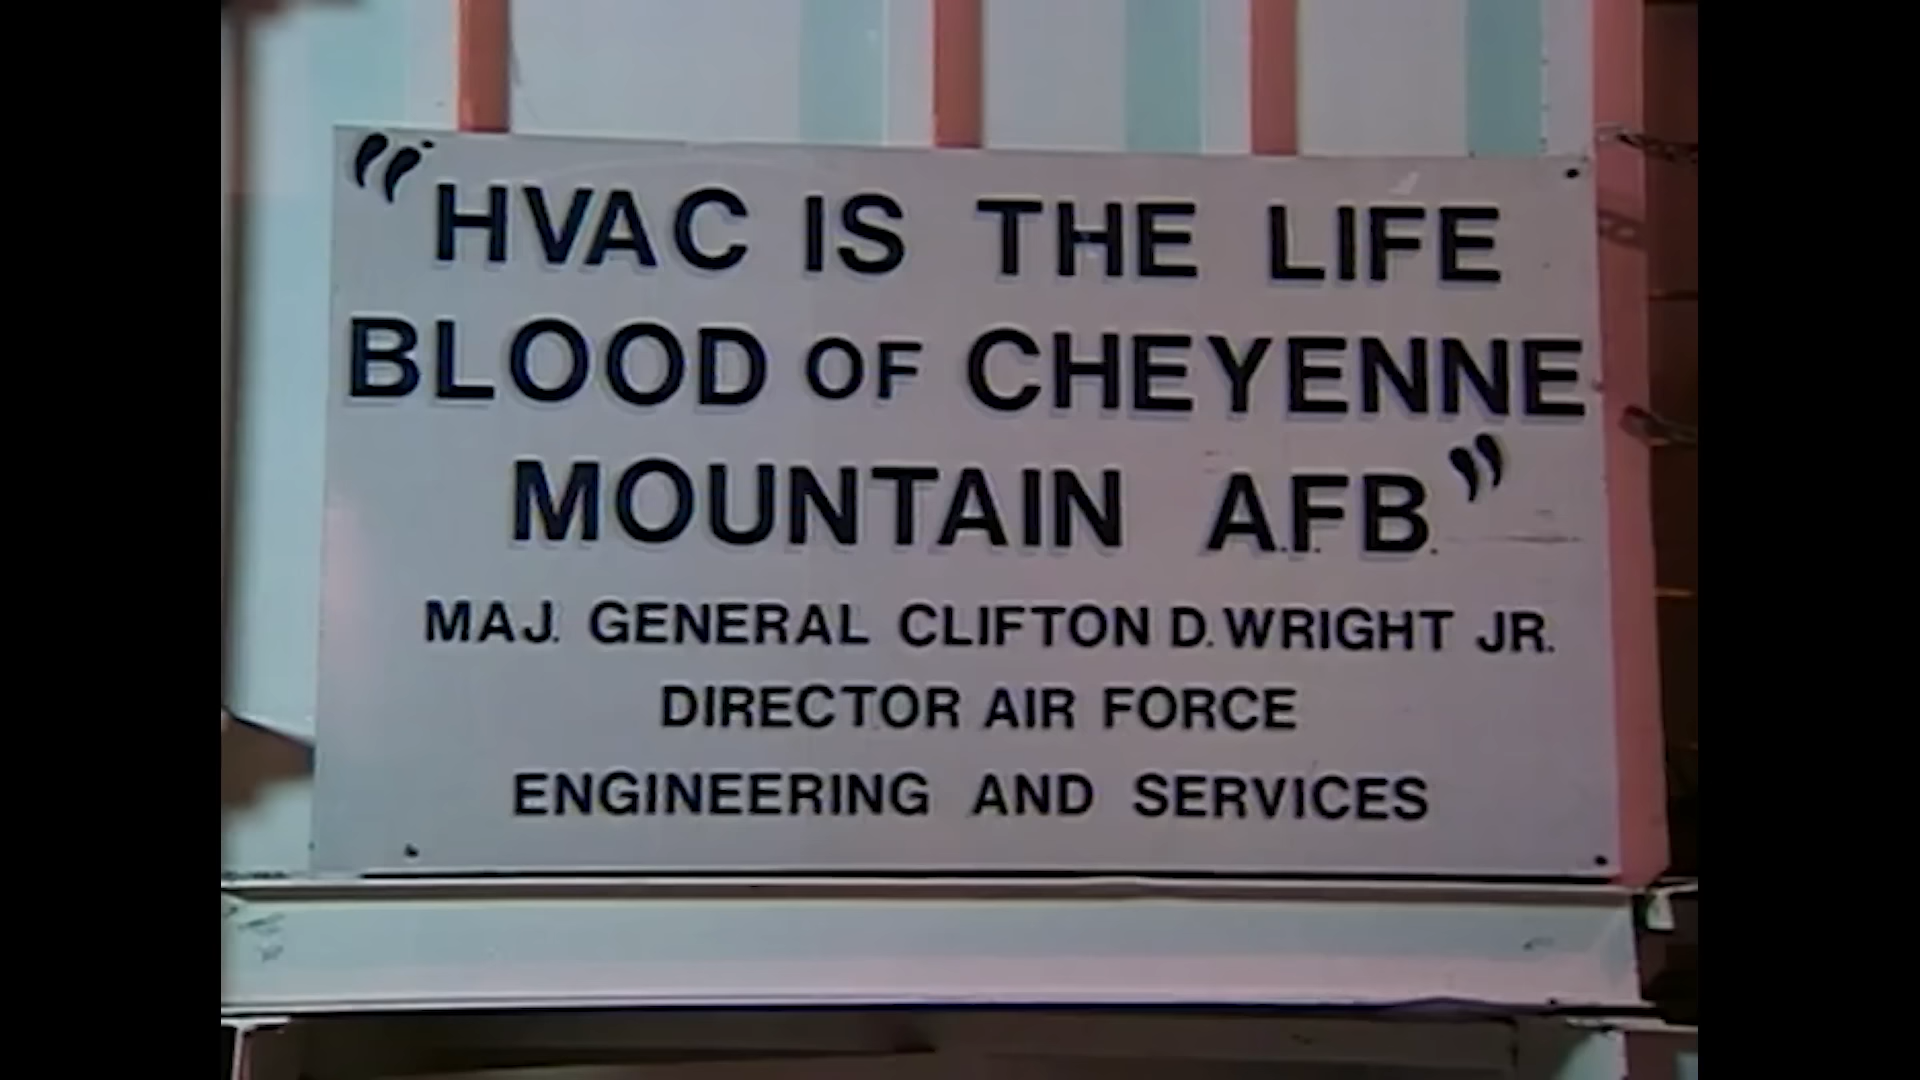 "HVAC IS THE LIFE
BLOOD OF CHEYENNE
MOUNTAIN A.F.B."
MAJ. GENERAL CLIFTON D. WRIGHT JR.
DIRECTOR AIR FORCE
ENGINEERING AND SERVICES